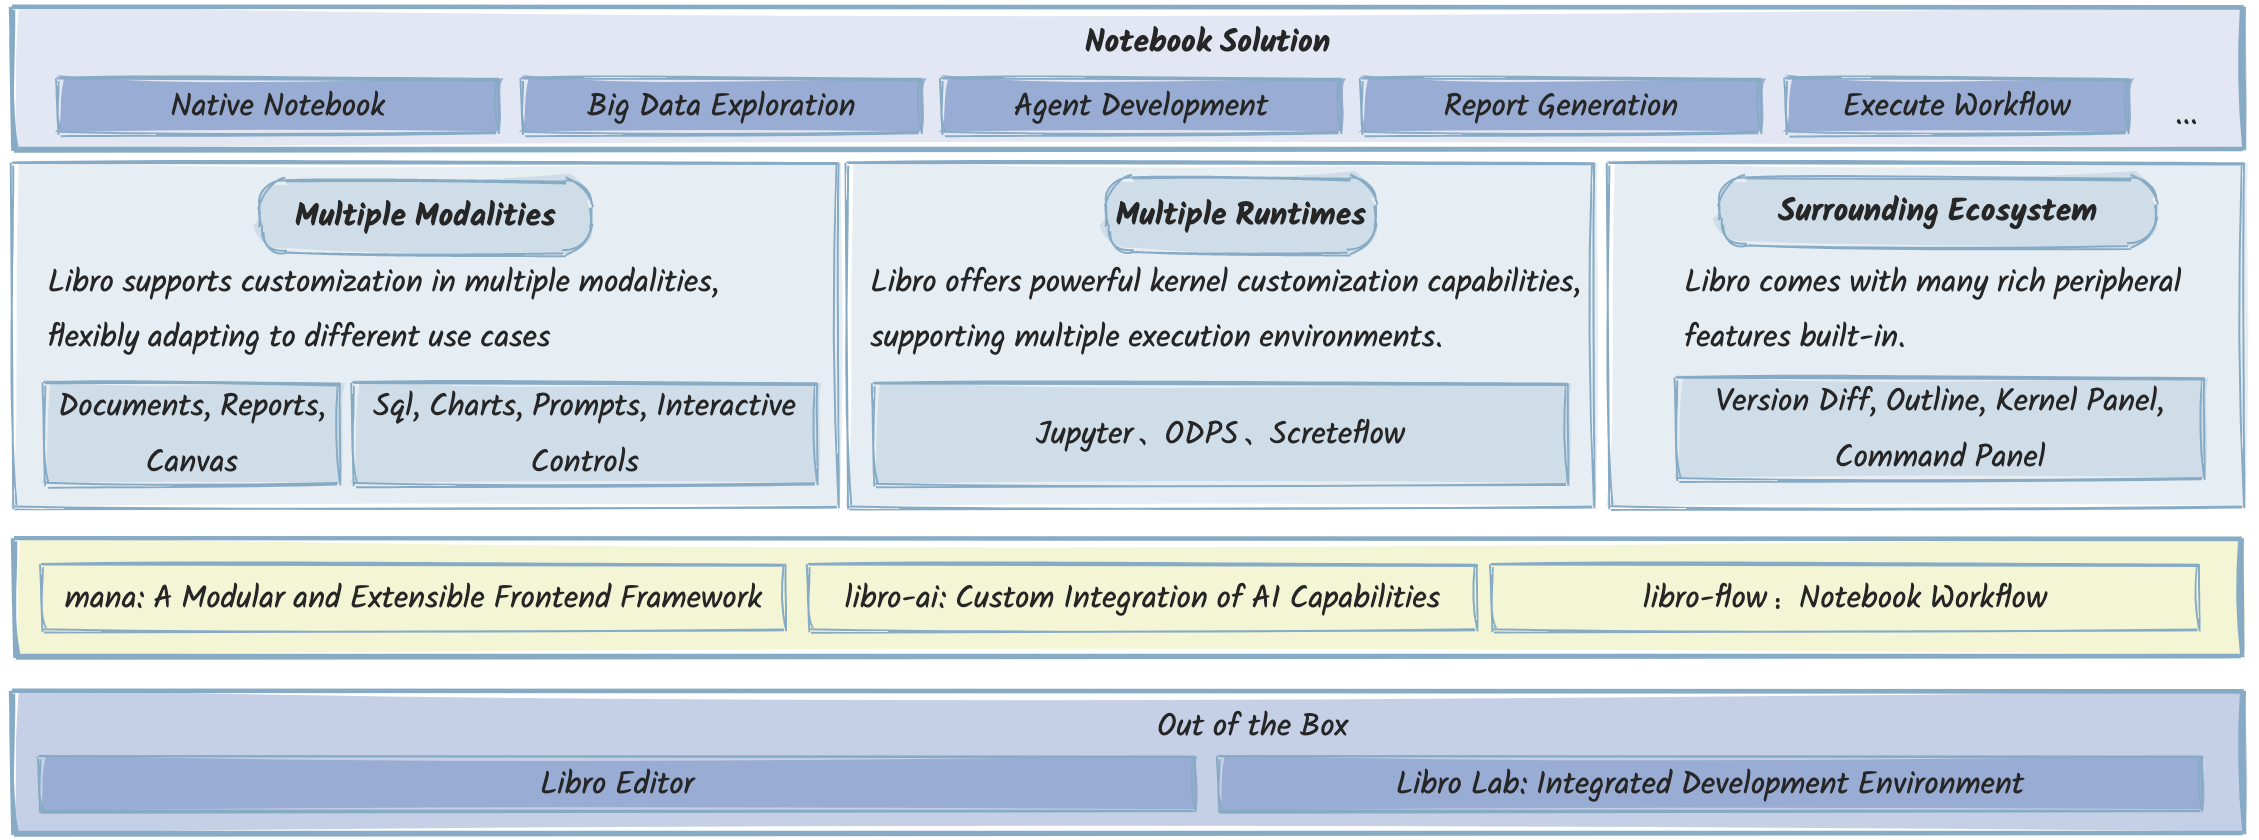 Notebook Solution
Native Notebook
Big Data Exploration
Agent Development
Report Generation
Execute Workflow
...
Multiple Modalities
Libro supports customization in multiple modalities,
flexibly adapting to different use cases
Documents, Reports,
Canvas
Sql, Charts, Prompts, Interactive
Controls
Multiple Runtimes
Libro offers powerful kernel customization capabilities,
supporting multiple execution environments.
Jupyter、ODPS、Screteflow
Surrounding Ecosystem
Libro comes with many rich peripheral
features built-in.
Version Diff, Outline, Kernel Panel,
Command Panel
mana: A Modular and Extensible Frontend Framework
libro-ai: Custom Integration of AI Capabilities
libro-flow：Notebook Workflow
Out of the Box
Libro Editor
Libro Lab: Integrated Development Environment